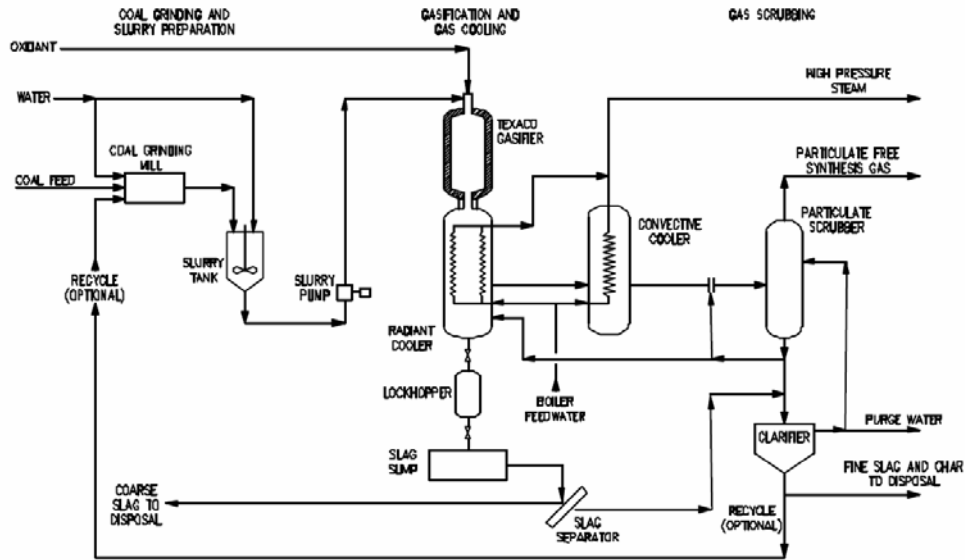 COAL GRINDING AND
SLURRY PREPARATION
GASIFICATION AND
GAS COOLING
GAS SCRUBBING
OXIDANT
HIGH PRESSURE
STEAM
WATER
TEXACO
GASIFIER
COAL GRINDING
MILL
PARTICULATE FREE
SYNTHESIS GAS
COAL FEED
CONVECTIVE
COOLER
PARTICULATE
SCRUBBER
SLURRY
TANK
SLURRY
PUMP
RECYCLE
(OPTIONAL)
RADIANT
COOLER
LOCKHOPPER
BOILER
FEEDWATER
PURGE WATER
CLARIFIER
SLAG
SUMP
FINE SLAG AND CHAR
TO DISPOSAL
COARSE
SLAG TO
DISPOSAL
SLAG
SEPARATOR
RECYCLE
(OPTIONAL)